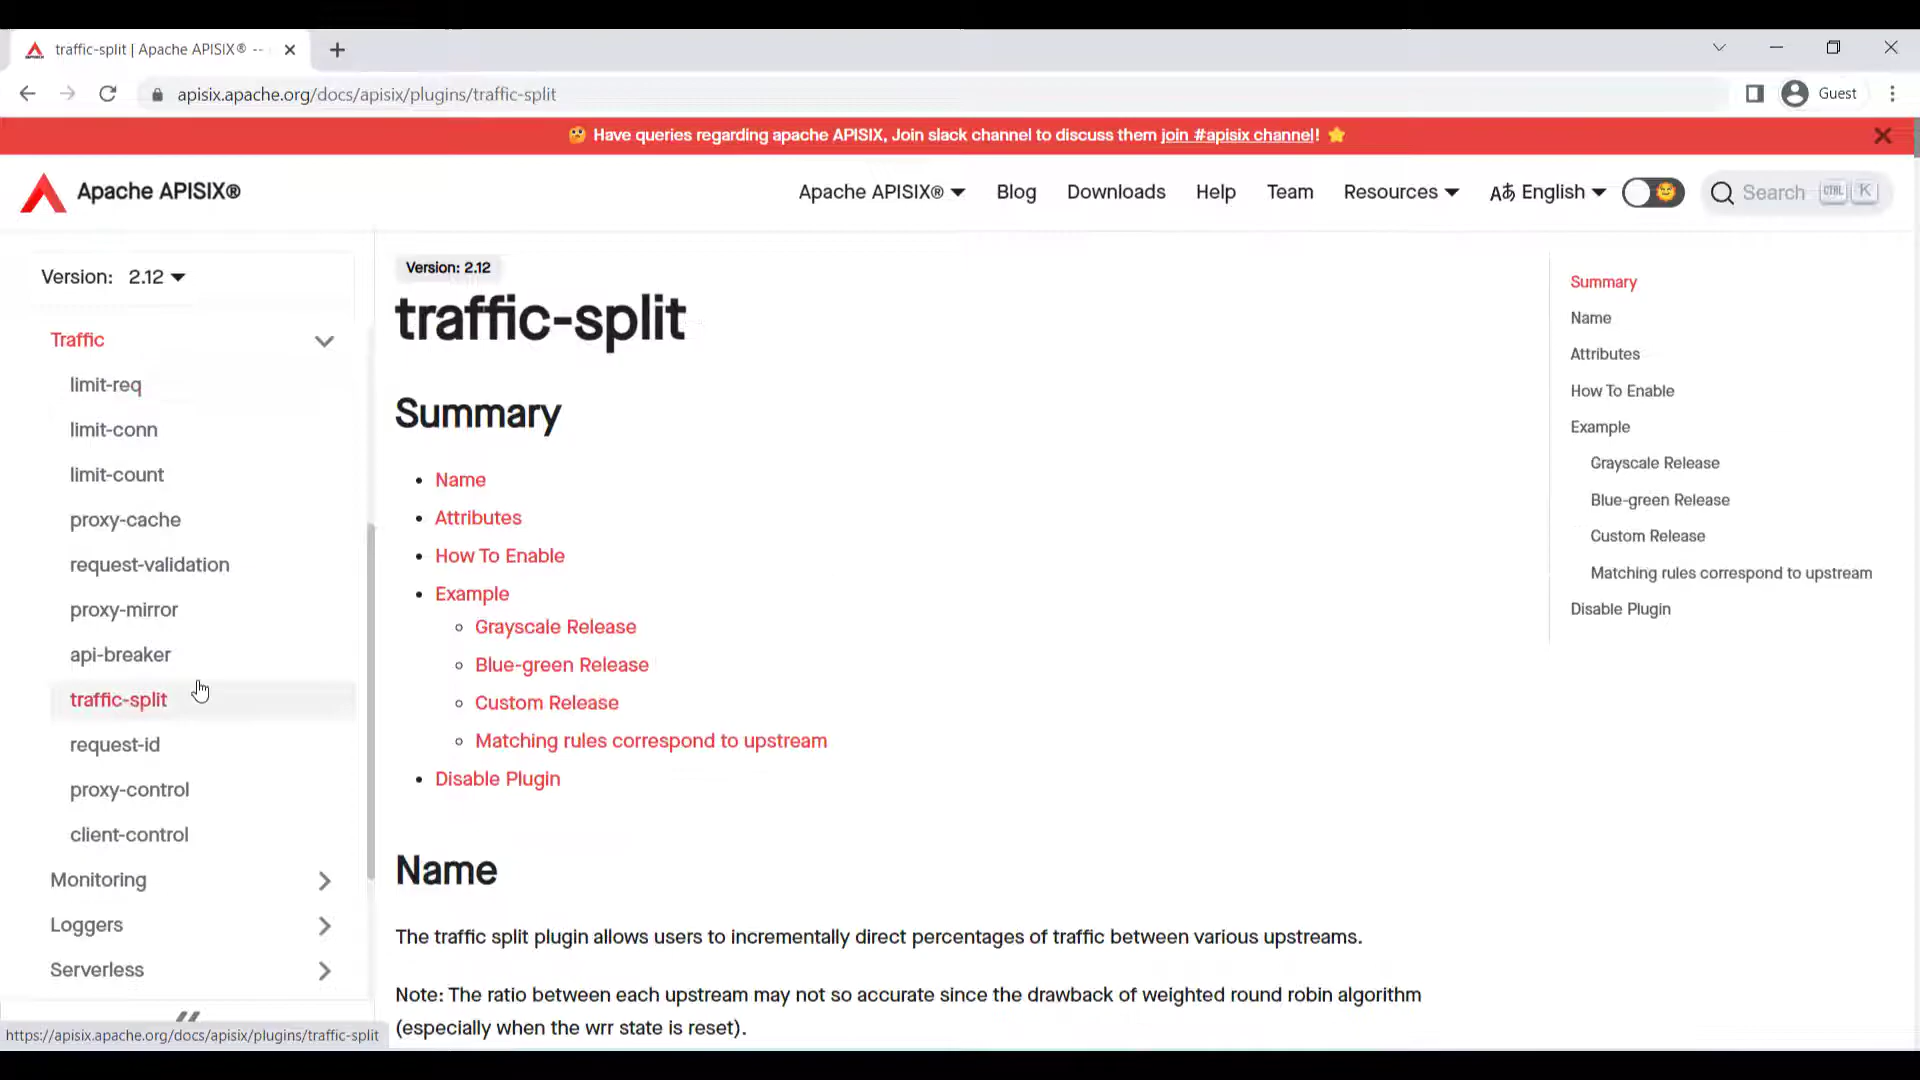 traffic-split | Apache APISIX® --
apisix.apache.org/docs/apisix/plugins/traffic-split
Guest
🤔 Have queries regarding apache APISIX, Join slack channel to discuss them join #apisix channel! ⭐
Apache APISIX®
Apache APISIX®
Blog
Downloads
Help
Team
Resources
English
Search
CTRL K
Version: 2.12
Traffic
limit-req
limit-conn
limit-count
proxy-cache
request-validation
proxy-mirror
api-breaker
traffic-split
request-id
proxy-control
client-control
Monitoring
Loggers
Serverless
https://apisix.apache.org/docs/apisix/plugins/traffic-split
Version: 2.12
traffic-split
Summary
Name
Attributes
How To Enable
Example
Grayscale Release
Blue-green Release
Custom Release
Matching rules correspond to upstream
Disable Plugin
Name
The traffic split plugin allows users to incrementally direct percentages of traffic between various upstreams.
Note: The ratio between each upstream may not so accurate since the drawback of weighted round robin algorithm
(especially when the wrr state is reset).
Summary
Name
Attributes
How To Enable
Example
Grayscale Release
Blue-green Release
Custom Release
Matching rules correspond to upstream
Disable Plugin